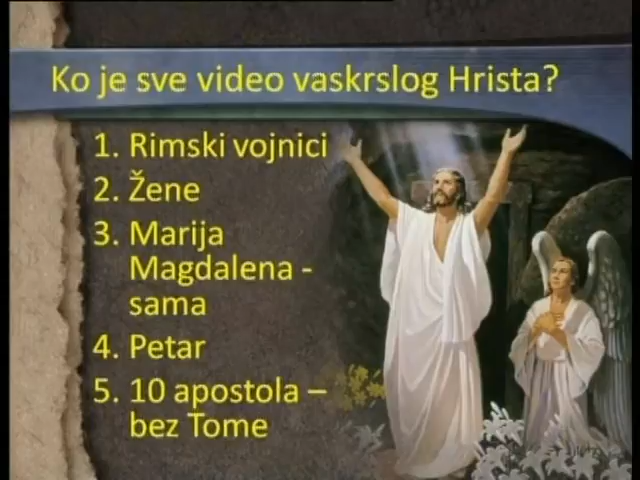 Ko je sve video vaskrslog Hrista?
1. Rimski vojnici
2. Žene
3. Marija
Magdalena -
sama
4. Petar
5. 10 apostola –
bez Tome